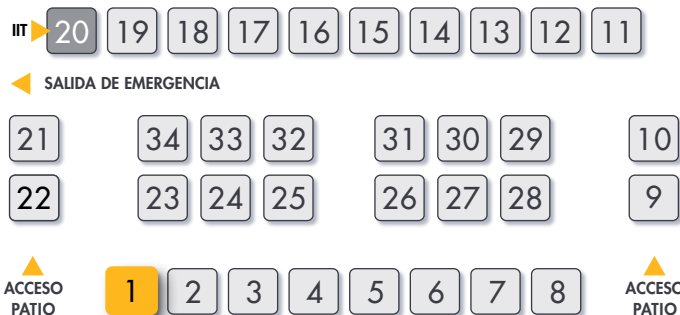 IIT 20 19 18 17 16 15 14 13 12 11
SALIDA DE EMERGENCIA
21 34 33 32 31 30 29 10
22 23 24 25 26 27 28 9
ACCESO PATIO 1 2 3 4 5 6 7 8 ACCESO PATIO